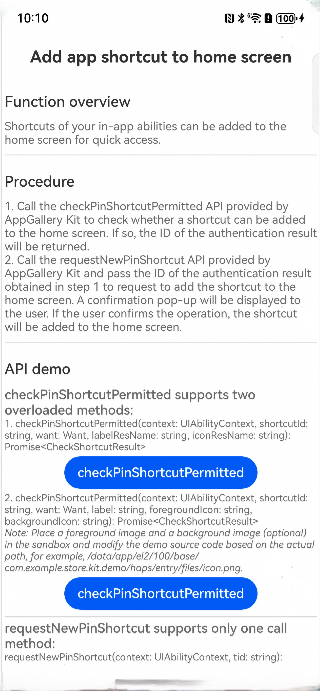 10:10
100
Add app shortcut to home screen
Function overview
Shortcuts of your in-app abilities can be added to the
home screen for quick access.
Procedure
1. Call the checkPinShortcutPermitted API provided by
AppGallery Kit to check whether a shortcut can be added
to the home screen. If so, the ID of the authentication result
will be returned.
2. Call the requestNewPinShortcut API provided by
AppGallery Kit and pass the ID of the authentication result
obtained in step 1 to request to add the shortcut to the
home screen. A confirmation pop-up will be displayed to
the user. If the user confirms the operation, the shortcut
will be added to the home screen.
API demo
checkPinShortcutPermitted supports two
overloaded methods:
1. checkPinShortcutPermitted(context: UIAbilityContext, shortcutId:
string, want: Want, labelResName: string, iconResName: string):
Promise<CheckShortcutResult>
checkPinShortcutPermitted
2. checkPinShortcutPermitted(context: UIAbilityContext, shortcutId:
string, want: Want, label: string, foregroundIcon: string,
backgroundIcon: string): Promise<CheckShortcutResult>
Note: Place a foreground image and a background image (optional)
in the sandbox and modify the demo source code based on the actual
path, for example, /data/app/el2/100/base/
com.example.store.kit.demo/haps/entry/files/icon.png.
checkPinShortcutPermitted
requestNewPinShortcut supports only one call
method:
requestNewPinShortcut(context: UIAbilityContext, tid: string):